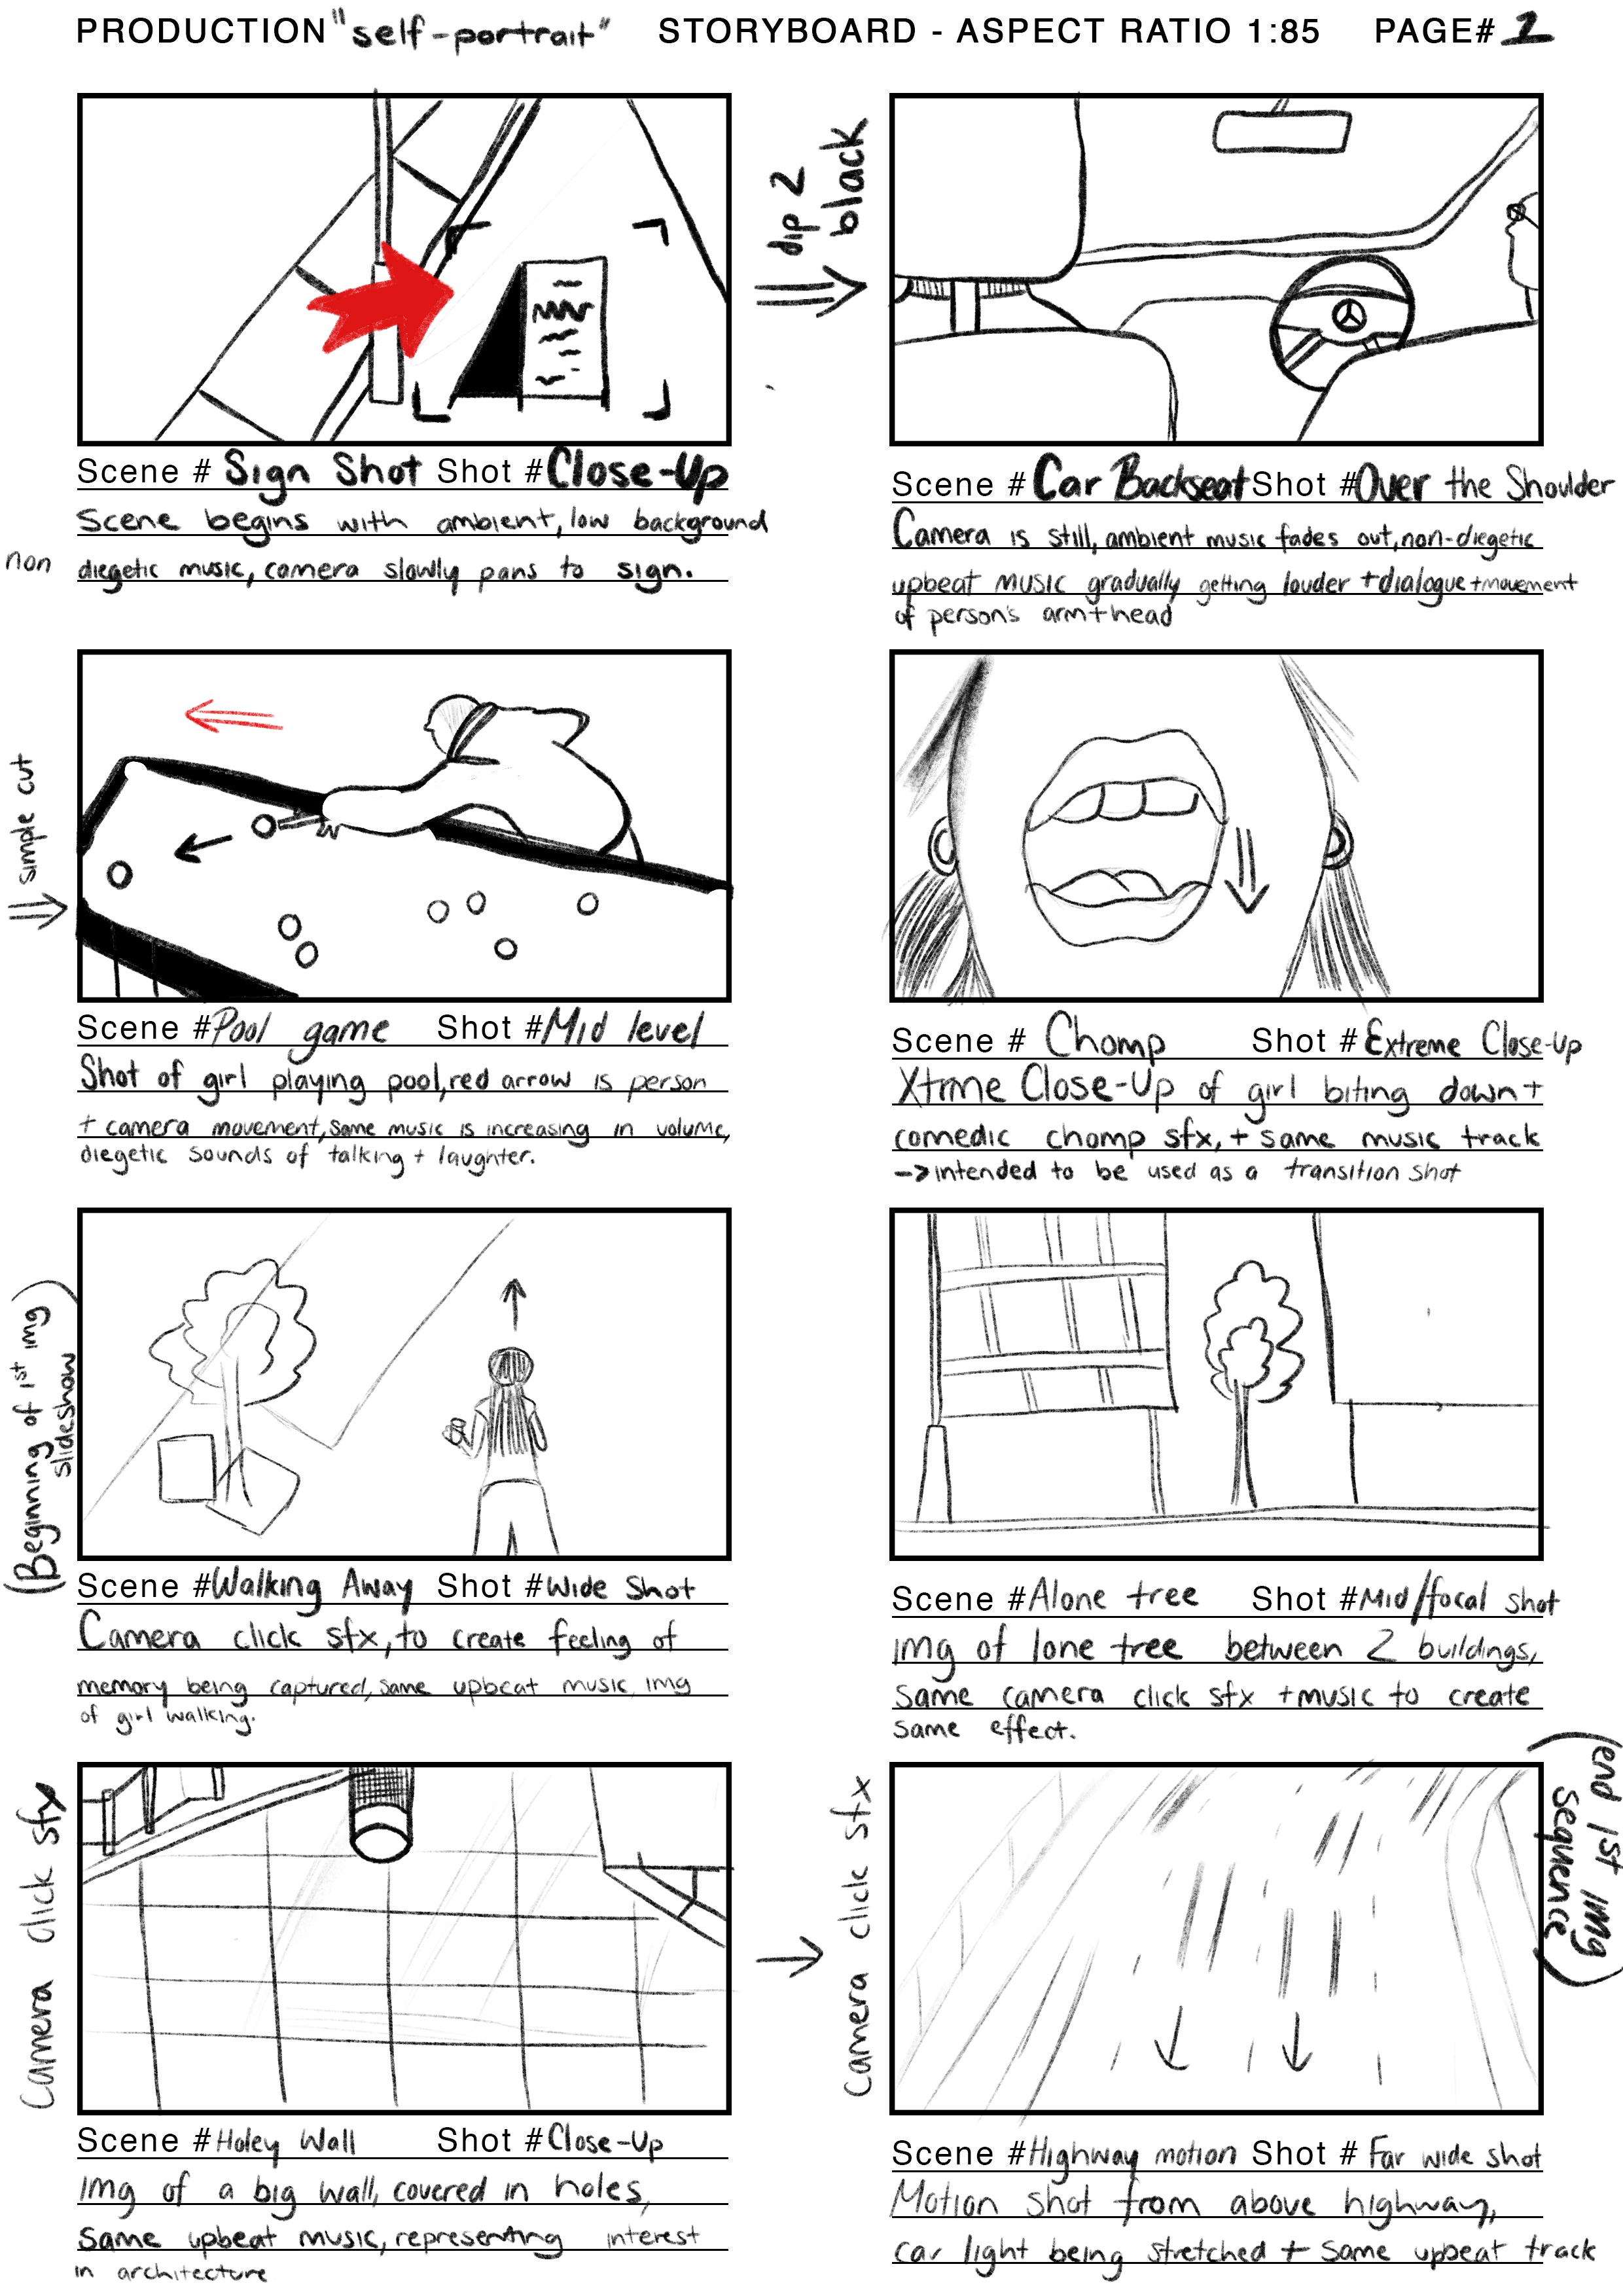 PRODUCTION "self-portrait" STORYBOARD - ASPECT RATIO 1:85 PAGE# 1
dip 2
black
Scene # Sign Shot Shot # Close-Up
Scene begins with ambient, low background
non diegetic music, camera slowly pans to sign.
Scene # Car Backseat Shot # Over the Shoulder
Camera is still, ambient music fades out, non-diegetic
upbeat music gradually getting louder + dialogue + movement
of person's arm + head
simple cut
Scene # Pool game Shot # Mid level
Shot of girl playing pool, red arrow is person
+ camera movement, same music is increasing in volume,
diegetic sounds of talking + laughter.
Scene # Chomp Shot # Extreme Close-Up
Xtrme Close-Up of girl biting down +
comedic chomp sfx, + same music track
-> intended to be used as a transition shot
(Beginning of 1st img
slideshow)
Scene # Walking Away Shot # Wide Shot
Camera click sfx, to create feeling of
memory being captured, same upbeat music, img
of girl walking.
Scene # Alone tree Shot # Mid/focal shot
img of lone tree between 2 buildings,
same camera click sfx + music to create
same effect.
Camera click sfx
Scene # Holey Wall Shot # Close-Up
img of a big wall, covered in holes,
same upbeat music, representing interest
in architecture
Camera click sfx
(end 1st img
sequence)
Scene # Highway motion Shot # Far wide shot
Motion shot from above highway,
car light being stretched + same upbeat track